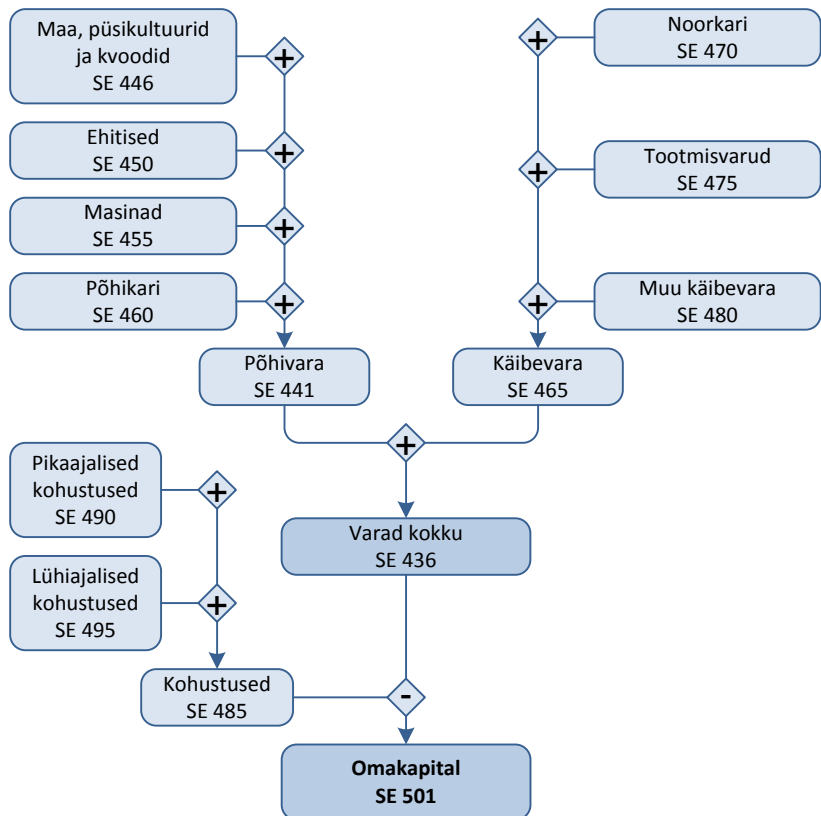 Maa, püsikultuurid
ja kvoodid
SE 446
+
Noorkari
SE 470
+
Ehitised
SE 450
+
Tootmisvarud
SE 475
+
Masinad
SE 455
+
Põhikari
SE 460
+
Muu käibevara
SE 480
+
Põhivara
SE 441
Käibevara
SE 465
+
Pikaajalised
kohustused
SE 490
+
Varad kokku
SE 436
Lühiajalised
kohustused
SE 495
+
Kohustused
SE 485
-
Omakapital
SE 501